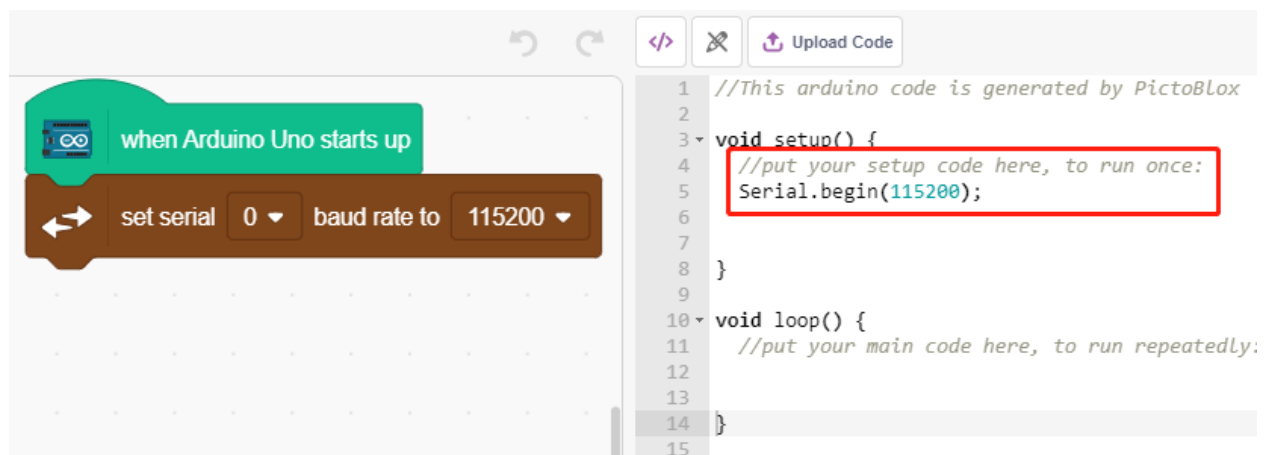 </> Upload Code
when Arduino Uno starts up
set serial 0 baud rate to 115200
1 //This arduino code is generated by PictoBlox
2
3 void setup() {
4 //put your setup code here, to run once:
5 Serial.begin(115200);
6
7
8 }
9
10 void loop() {
11 //put your main code here, to run repeatedly:
12
13
14 }
15